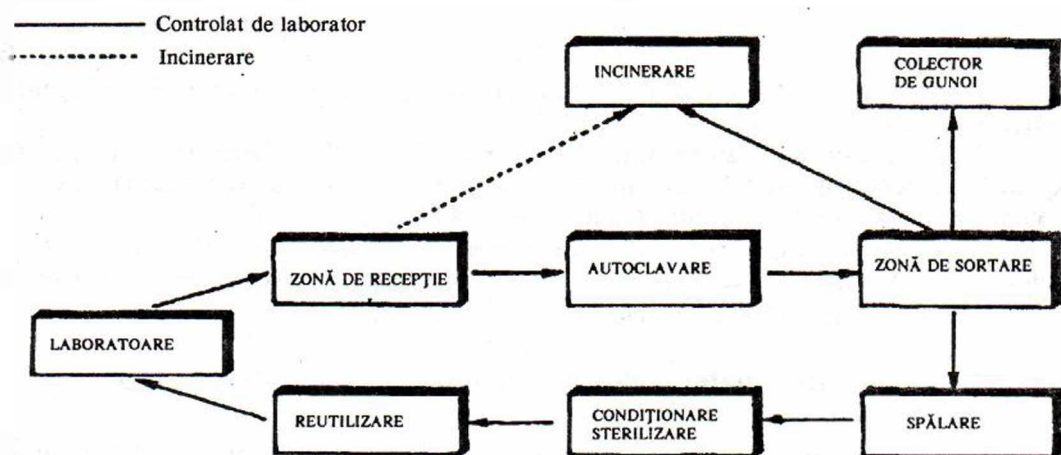 Controlat de laborator
Incinerare
INCINERARE
COLECTOR
DE GUNOI
ZONĂ DE RECEPȚIE
AUTOCLAVARE
ZONĂ DE SORTARE
LABORATOARE
REUTILIZARE
CONDIȚIONARE
STERILIZARE
SPĂLARE